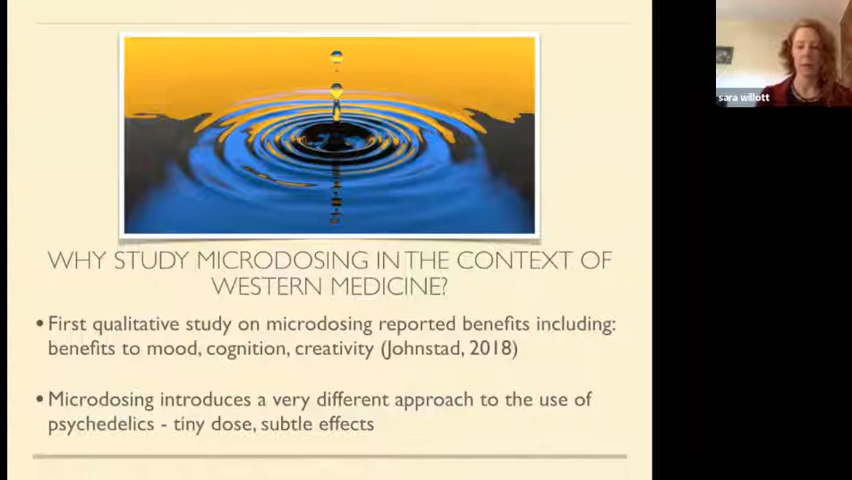 sara willott
WHY STUDY MICRODOSING IN THE CONTEXT OF
WESTERN MEDICINE?
• First qualitative study on microdosing reported benefits including:
benefits to mood, cognition, creativity (Johnstad, 2018)
• Microdosing introduces a very different approach to the use of
psychedelics - tiny dose, subtle effects